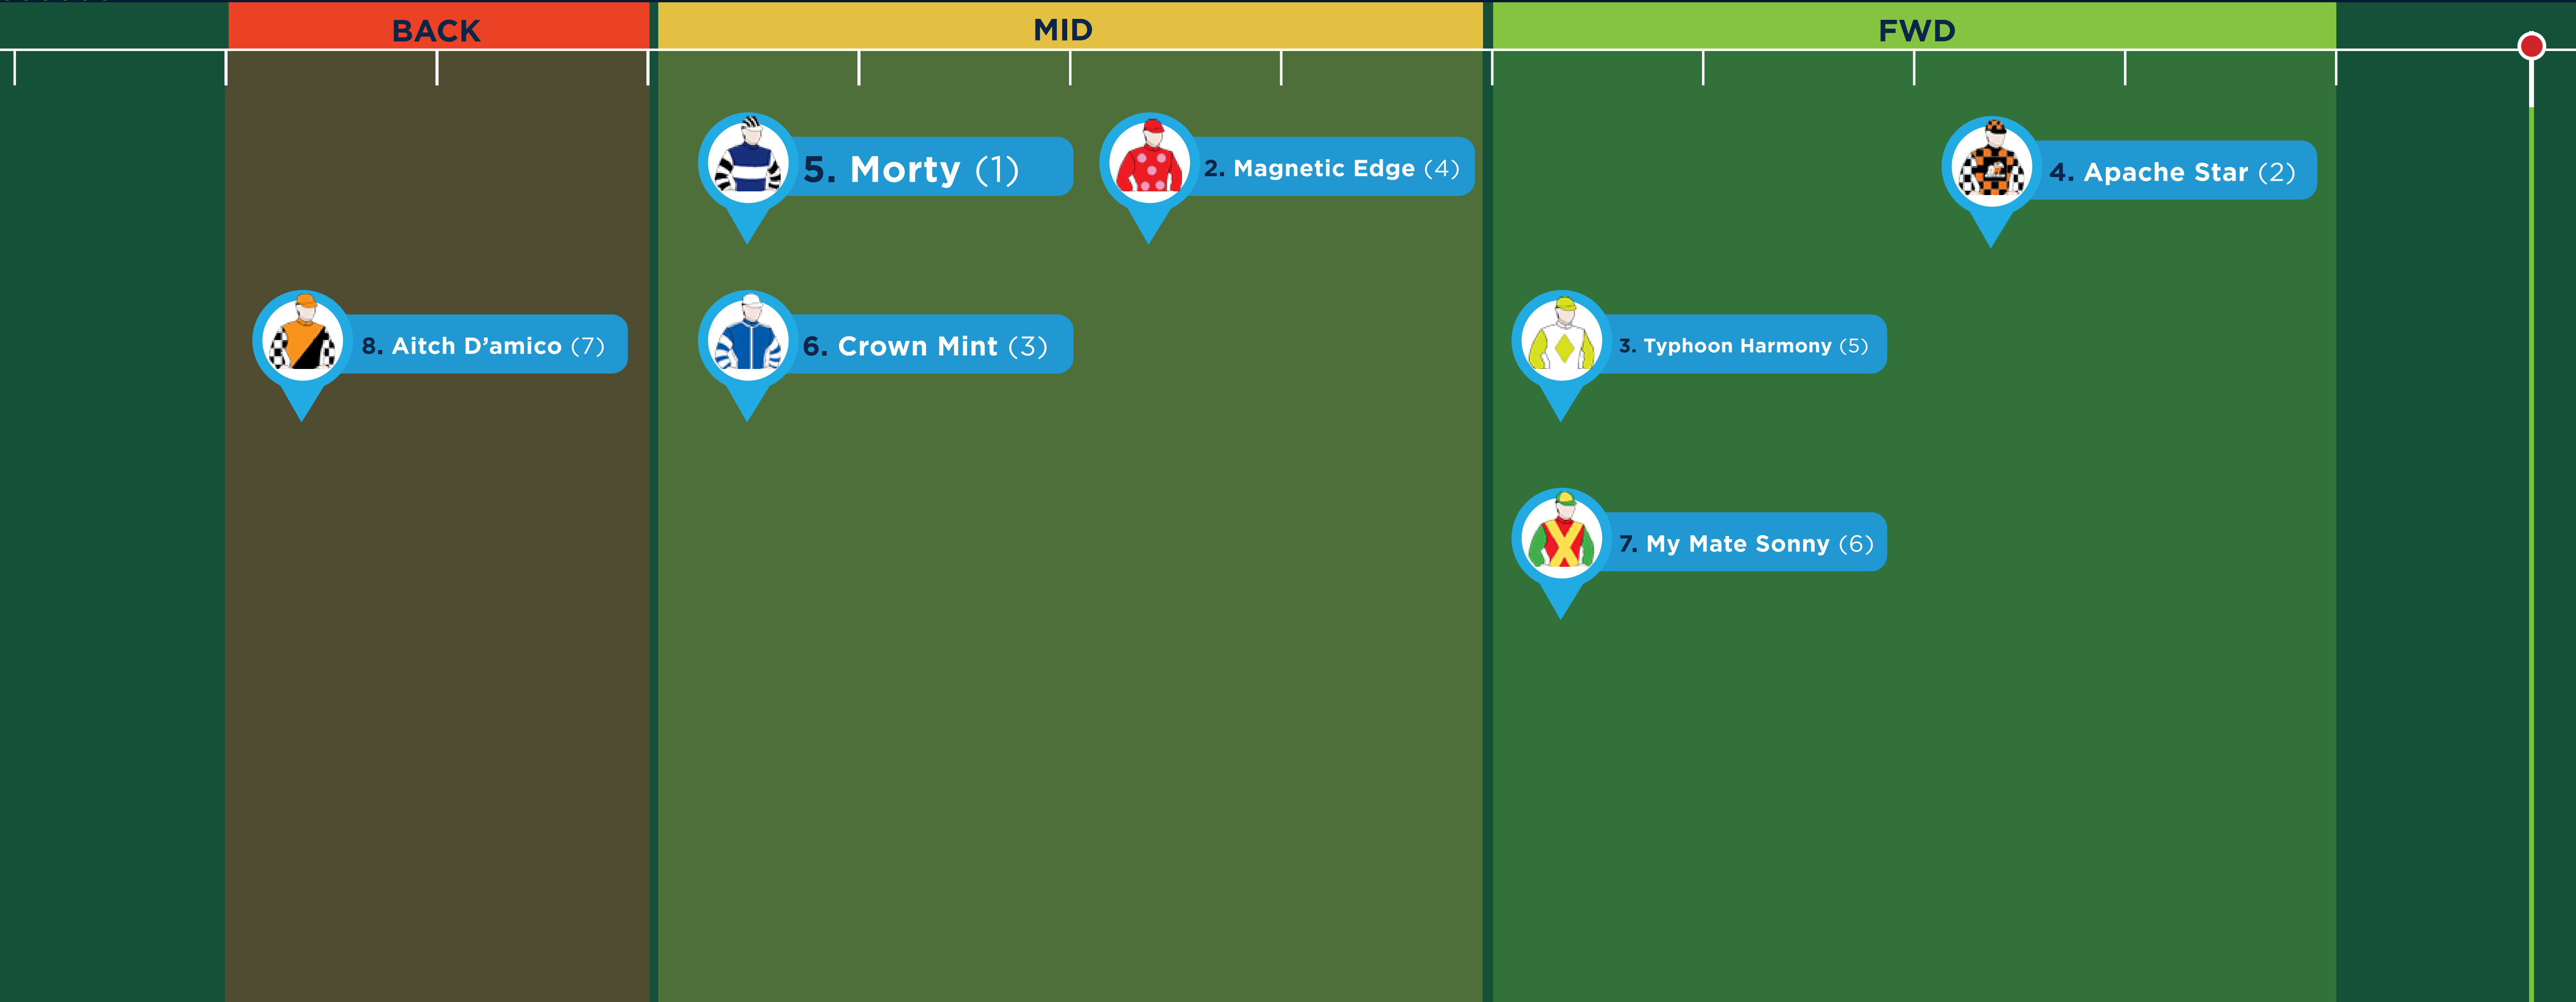 BACK
MID
FWD
5. Morty (1)
2. Magnetic Edge (4)
4. Apache Star (2)
8. Aitch D’amico (7)
6. Crown Mint (3)
3. Typhoon Harmony (5)
7. My Mate Sonny (6)